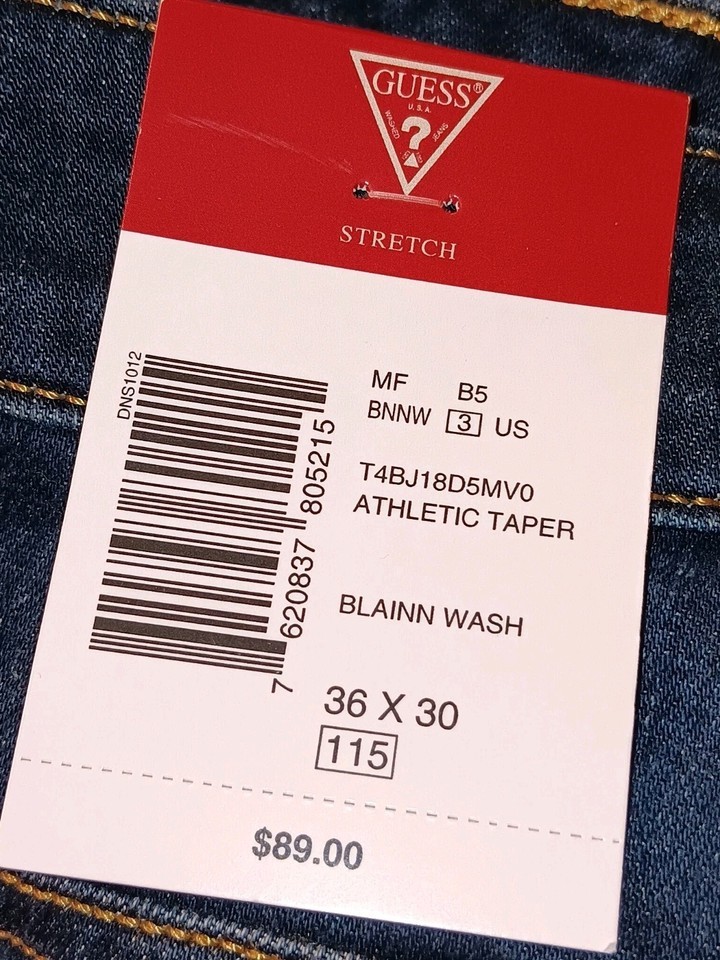 GUESS®
U.S.A.
WASHED
JEANS
?
STRETCH
DNS1012
MF B5
BNNW 3 US
T4BJ18D5MV0
ATHLETIC TAPER
7 620837 805215
BLAINN WASH
36 X 30
115
$89.00